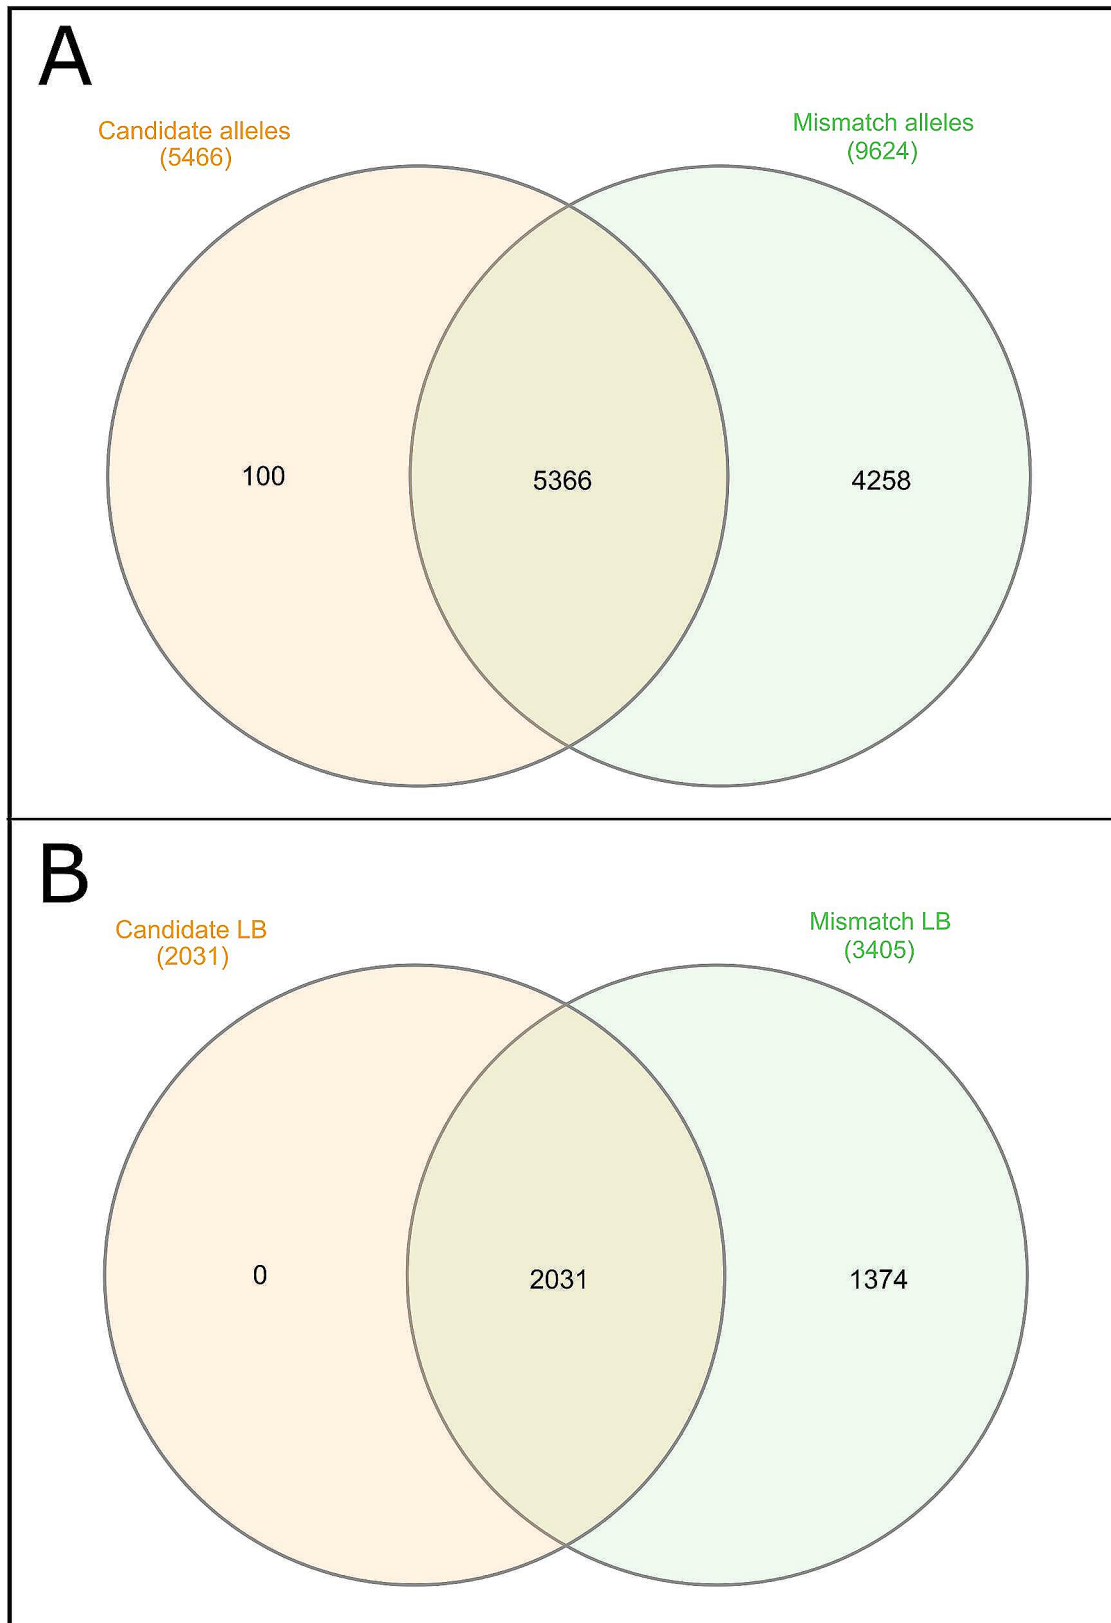 A
Candidate alleles
(5466)
Mismatch alleles
(9624)
100
5366
4258
B
Candidate LB
(2031)
Mismatch LB
(3405)
0
2031
1374